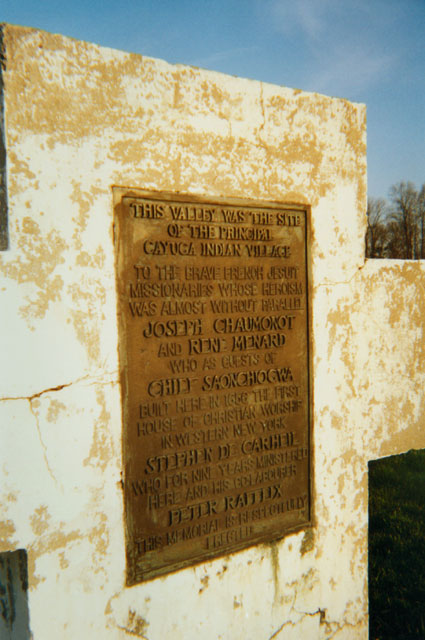 THIS VALLEY WAS THE SITE
OF THE PRINCIPAL
CAYUGA INDIAN VILLAGE
TO THE BRAVE FRENCH JESUIT
MISSIONARIES WHOSE HEROISM
WAS ALMOST WITHOUT PARALLEL
JOSEPH CHAUMONOT
AND RENE MENARD
WHO AS GUESTS OF
CHIEF SAONCHOGWA
BUILT HERE IN 1656 THE FIRST
HOUSE OF CHRISTIAN WORSHIP
IN WESTERN NEW YORK
STEPHEN DE CARHEIL
WHO FOR NINE YEARS MINISTERED
HERE AND HIS COLABOURER
PETER RAFFEIX
THIS MEMORIAL IS RESPECTFULLY
ERECTED